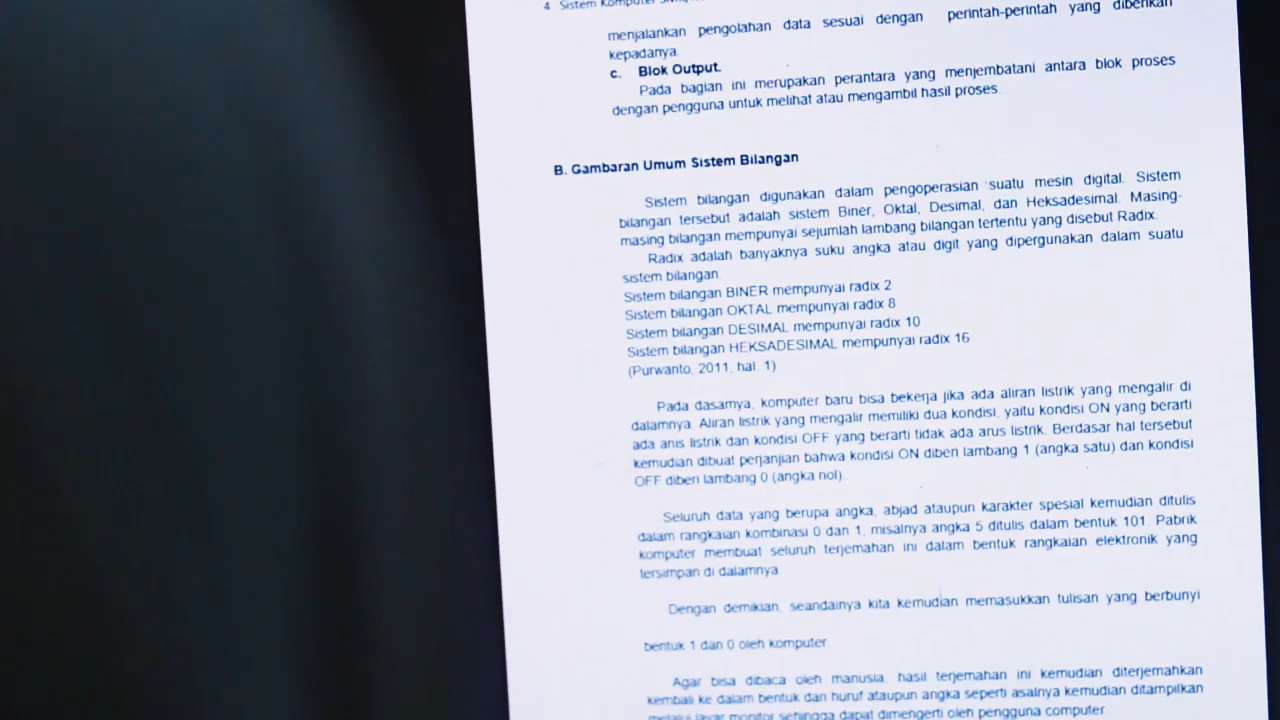 4 Sistem Komputer
menjalankan pengolahan data sesuai dengan perintah-perintah yang diberikan
kepadanya.
c. Blok Output.
Pada bagian ini merupakan perantara yang menjembatani antara blok proses
dengan pengguna untuk melihat atau mengambil hasil proses.
B. Gambaran Umum Sistem Bilangan
Sistem bilangan digunakan dalam pengoperasian suatu mesin digital. Sistem
bilangan tersebut adalah sistem Biner, Oktal, Desimal, dan Heksadesimal. Masing-
masing bilangan mempunyai sejumlah lambang bilangan tertentu yang disebut Radix.
Radix adalah banyaknya suku angka atau digit yang dipergunakan dalam suatu
sistem bilangan.
Sistem bilangan BINER mempunyai radix 2
Sistem bilangan OKTAL mempunyai radix 8
Sistem bilangan DESIMAL mempunyai radix 10
Sistem bilangan HEKSADESIMAL mempunyai radix 16
(Purwanto, 2011, hal. 1)
Pada dasarnya, komputer baru bisa bekerja jika ada aliran listrik yang mengalir di
dalamnya. Aliran listrik yang mengalir memiliki dua kondisi, yaitu kondisi ON yang berarti
ada arus listrik dan kondisi OFF yang berarti tidak ada arus listrik. Berdasar hal tersebut
kemudian dibuat perjanjian bahwa kondisi ON diberi lambang 1 (angka satu) dan kondisi
OFF diberi lambang 0 (angka nol).
Seluruh data yang berupa angka, abjad ataupun karakter spesial kemudian ditulis
dalam rangkaian kombinasi 0 dan 1, misalnya angka 5 ditulis dalam bentuk 101. Pabrik
komputer membuat seluruh terjemahan ini dalam bentuk rangkaian elektronik yang
tersimpan di dalamnya.
Dengan demikian, seandainya kita kemudian memasukkan tulisan yang berbunyi
bentuk 1 dan 0 oleh komputer.
Agar bisa dibaca oleh manusia, hasil terjemahan ini kemudian diterjemahkan
kembali ke dalam bentuk dan huruf ataupun angka seperti asalnya kemudian ditampilkan
melalui layar monitor sehingga dapat dimengerti oleh pengguna computer